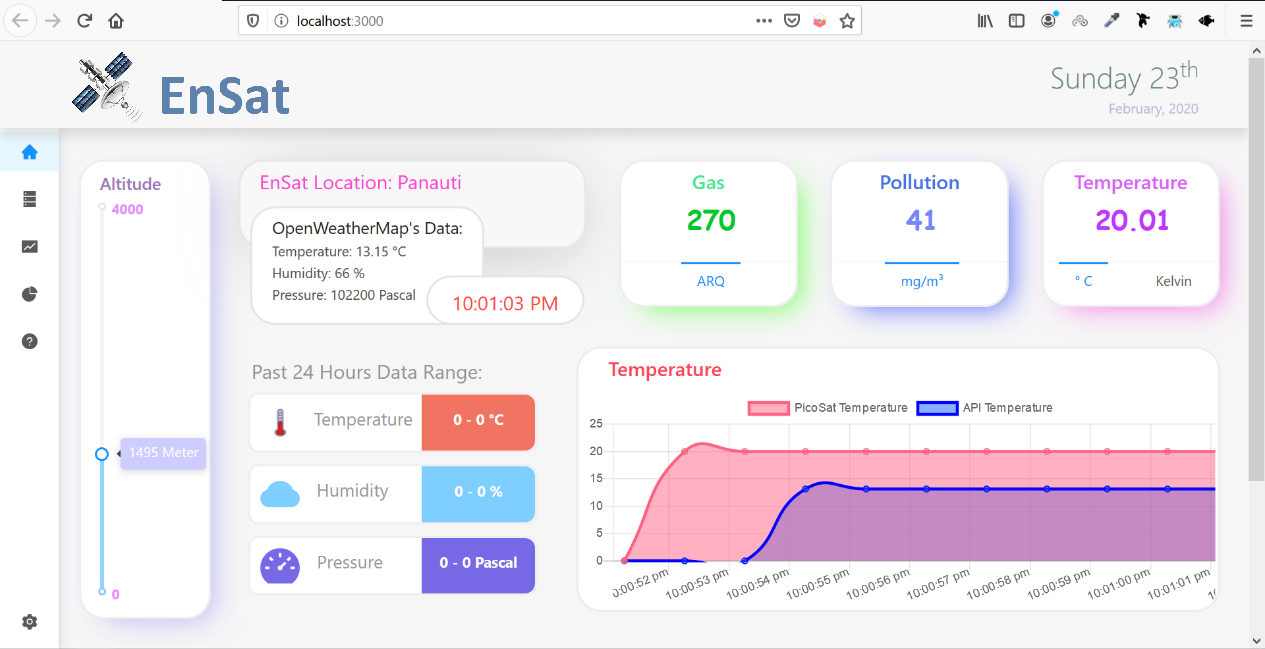 localhost:3000
EnSat
Sunday 23th
February, 2020
Altitude
4000
1495 Meter
0
EnSat Location: Panauti
OpenWeatherMap's Data:
Temperature: 13.15 °C
Humidity: 66 %
Pressure: 102200 Pascal
10:01:03 PM
Gas
270
ARQ
Pollution
41
mg/m³
Temperature
20.01
° C
Kelvin
Past 24 Hours Data Range:
Temperature
0 - 0 °C
Humidity
0 - 0 %
Pressure
0 - 0 Pascal
Temperature
PicoSat Temperature
API Temperature
25
20
15
10
5
0
0:00:52 pm
10:00:53 pm
10:00:54 pm
10:00:55 pm
10:00:56 pm
10:00:57 pm
10:00:58 pm
10:00:59 pm
10:01:00 pm
10:01:01 pm